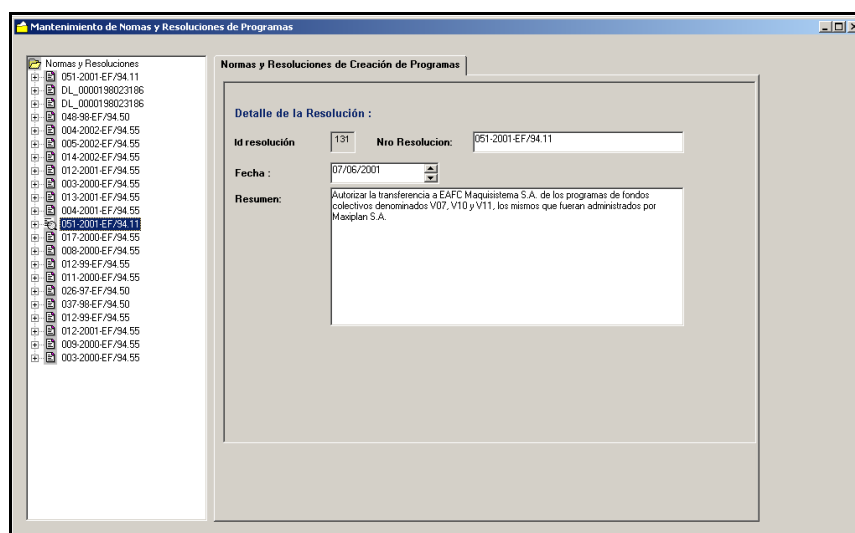 Mantenimiento de Nomas y Resoluciones de Programas
Normas y Resoluciones
051-2001-EF/94.11
DL_0000198023186
DL_0000198023186
048-98-EF/94.50
004-2002-EF/94.55
005-2002-EF/94.55
014-2002-EF/94.55
012-2001-EF/94.55
003-2000-EF/94.55
013-2001-EF/94.55
004-2001-EF/94.55
051-2001-EF/94.11
017-2000-EF/94.55
008-2000-EF/94.55
012-99-EF/94.55
011-2000-EF/94.55
026-97-EF/94.50
037-98-EF/94.50
012-99-EF/94.55
012-2001-EF/94.55
009-2000-EF/94.55
003-2000-EF/94.55
Normas y Resoluciones de Creación de Programas
Detalle de la Resolución :
Id resolución 131 Nro Resolucion: 051-2001-EF/94.11
Fecha : 07/06/2001
Resumen: Autorizar la transferencia a EAFC Maquisistema S.A. de los programas de fondos
colectivos denominados V07, V10 y V11, los mismos que fueran administrados por
Maxiplan S.A.